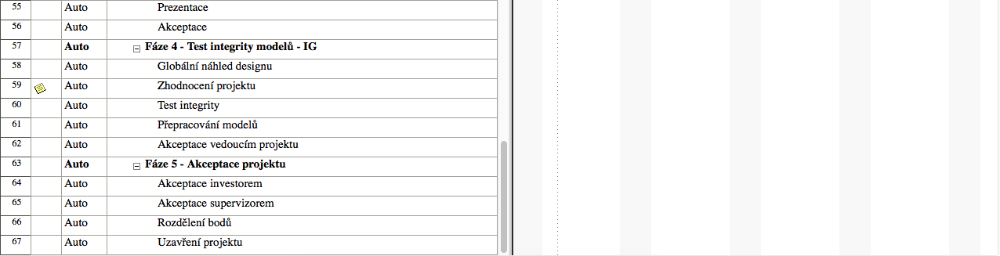 55 Auto Prezentace
56 Auto Akceptace
57 Auto Fáze 4 - Test integrity modelů - IG
58 Auto Globální náhled designu
59 Auto Zhodnocení projektu
60 Auto Test integrity
61 Auto Přepracování modelů
62 Auto Akceptace vedoucím projektu
63 Auto Fáze 5 - Akceptace projektu
64 Auto Akceptace investorem
65 Auto Akceptace supervizorem
66 Auto Rozdělení bodů
67 Auto Uzavření projektu